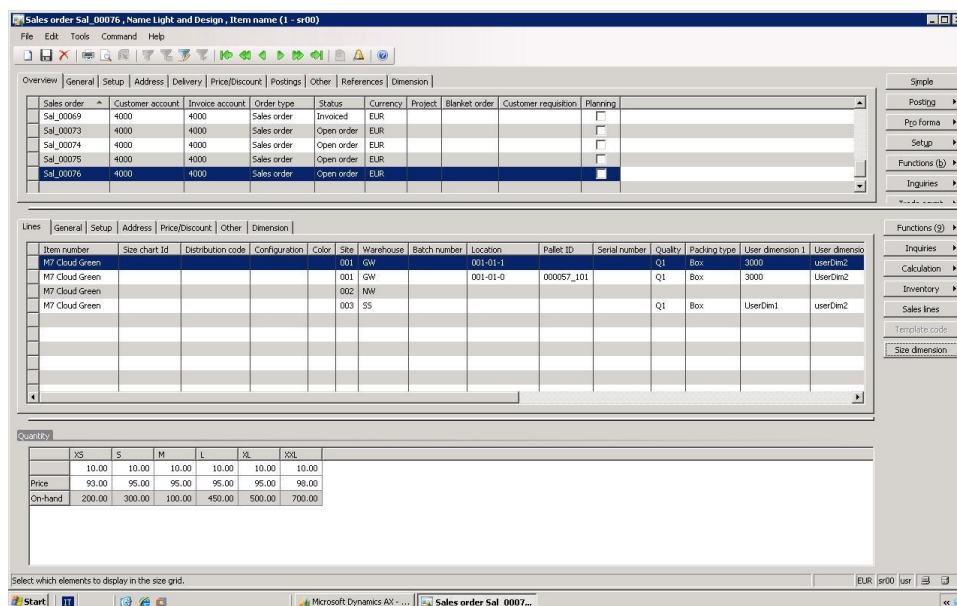 Sales order Sal_00076 , Name Light and Design , Item name (1 - sr00)
File Edit Tools Command Help
Overview General Setup Address Delivery Price/Discount Postings Other References Dimension
Simple
Sales order Customer account Invoice account Order type Status Currency Project Blanket order Customer requisition Planning
Posting
Sal_00069 4000 4000 Sales order Invoiced EUR
Pro forma
Sal_00073 4000 4000 Sales order Open order EUR
Sal_00074 4000 4000 Sales order Open order EUR
Setup
Sal_00075 4000 4000 Sales order Open order EUR
Functions (b)
Sal_00076 4000 4000 Sales order Open order EUR
Inquiries
Lines General Setup Address Price/Discount Other Dimension
Functions (9)
Item number Size chart Id Distribution code Configuration Color Site Warehouse Batch number Location Pallet ID Serial number Quality Packing type User dimension 1 User dimensio
Inquiries
M7 Cloud Green 001 GW 001-01-1 Q1 Box 3000 userDim2
Calculation
M7 Cloud Green 001 GW 001-01-0 000057_101 Q1 Box 3000 userDim2
Inventory
M7 Cloud Green 002 NW
M7 Cloud Green 003 SS Q1 Box UserDim1 userDim2
Sales lines
Template code
Size dimension
Quantity
XS S M L XL XXL
10.00 10.00 10.00 10.00 10.00 10.00
Price 93.00 95.00 95.00 95.00 95.00 98.00
On-hand 200.00 300.00 100.00 450.00 500.00 700.00
Select which elements to display in the size grid.
EUR sr00 usr
Start IT Microsoft Dynamics AX - ... Sales order Sal_0007...